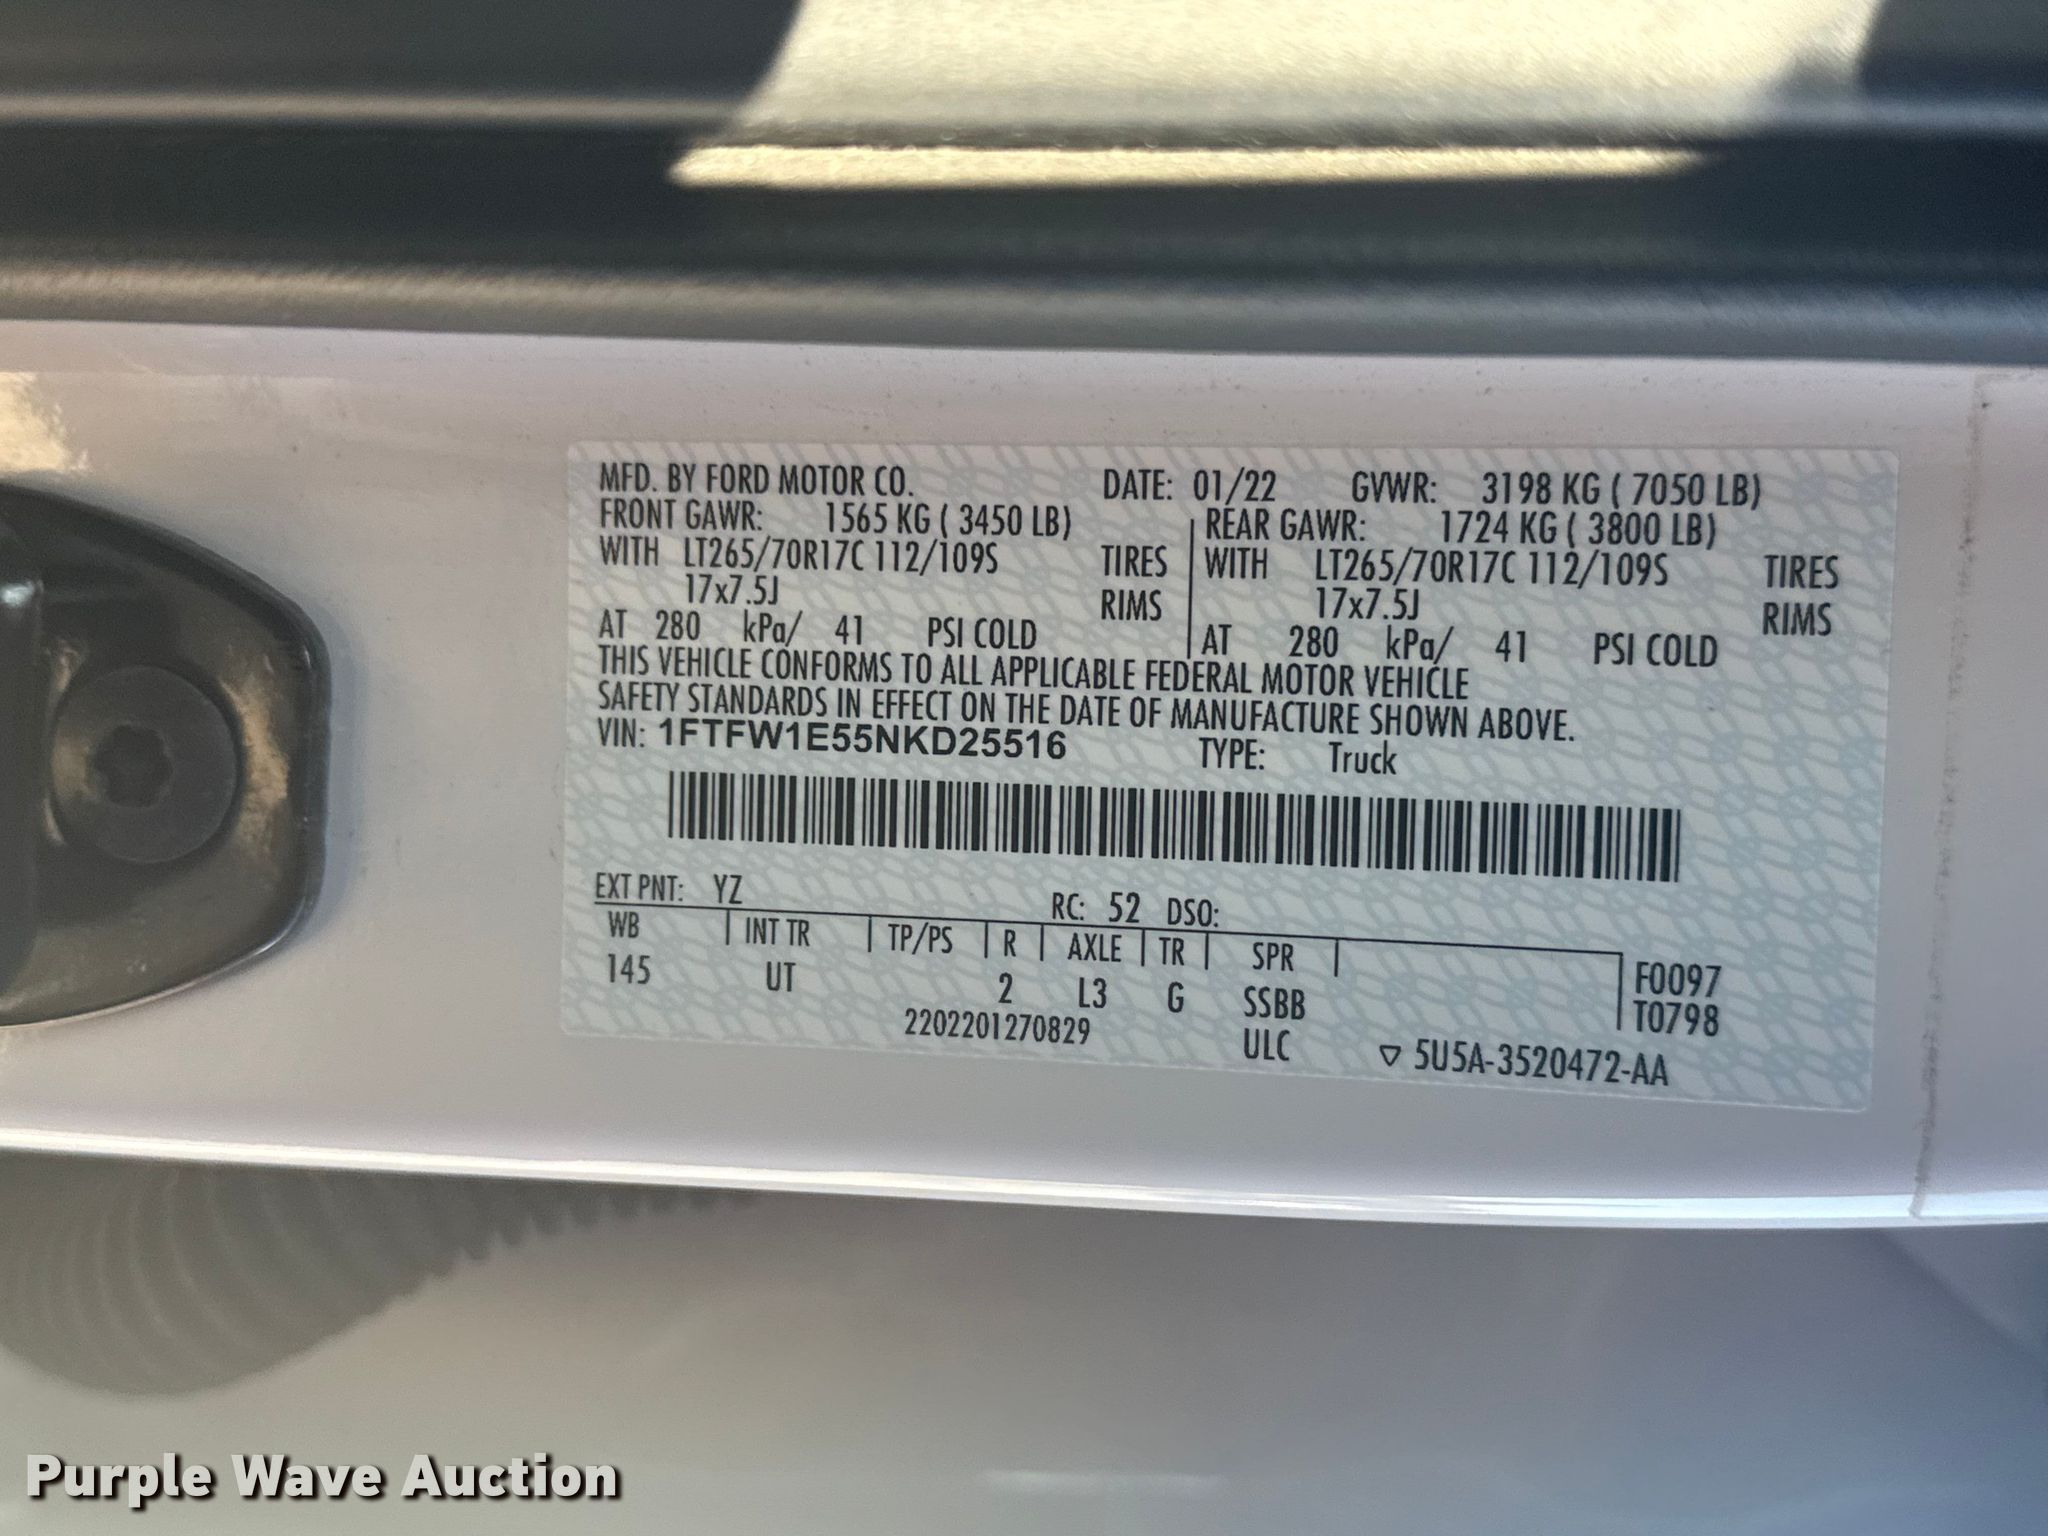 MFD. BY FORD MOTOR CO. DATE: 01/22 GVWR: 3198 KG ( 7050 LB)
FRONT GAWR: 1565 KG ( 3450 LB) REAR GAWR: 1724 KG ( 3800 LB)
WITH LT265/70R17C 112/109S TIRES WITH LT265/70R17C 112/109S TIRES
17x7.5J RIMS 17x7.5J RIMS
AT 280 kPa/ 41 PSI COLD AT 280 kPa/ 41 PSI COLD
THIS VEHICLE CONFORMS TO ALL APPLICABLE FEDERAL MOTOR VEHICLE
SAFETY STANDARDS IN EFFECT ON THE DATE OF MANUFACTURE SHOWN ABOVE.
VIN: 1FTFW1E55NKD25516 TYPE: Truck
EXT PNT: YZ RC: 52 DSO:
WB INT TR TP/PS R AXLE TR SPR
145 UT 2 L3 G SSBB F0097
2202201270829 ULC T0798
▽ 5U5A-3520472-AA
Purple Wave Auction